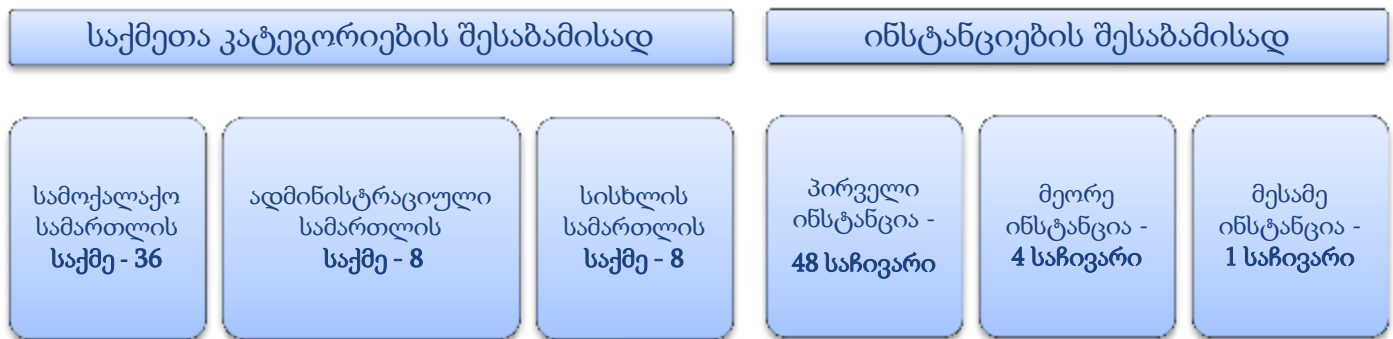 საქმეთა კატეგორიების შესაბამისად
სამოქალაქო
სამართლის
საქმე - 36
ადმინისტრაციული
სამართლის
საქმე - 8
სისხლის
სამართლის
საქმე - 8
ინსტანციების შესაბამისად
პირველი
ინსტანცია -
48 საჩივარი
მეორე
ინსტანცია -
4 საჩივარი
მესამე
ინსტანცია -
1 საჩივარი